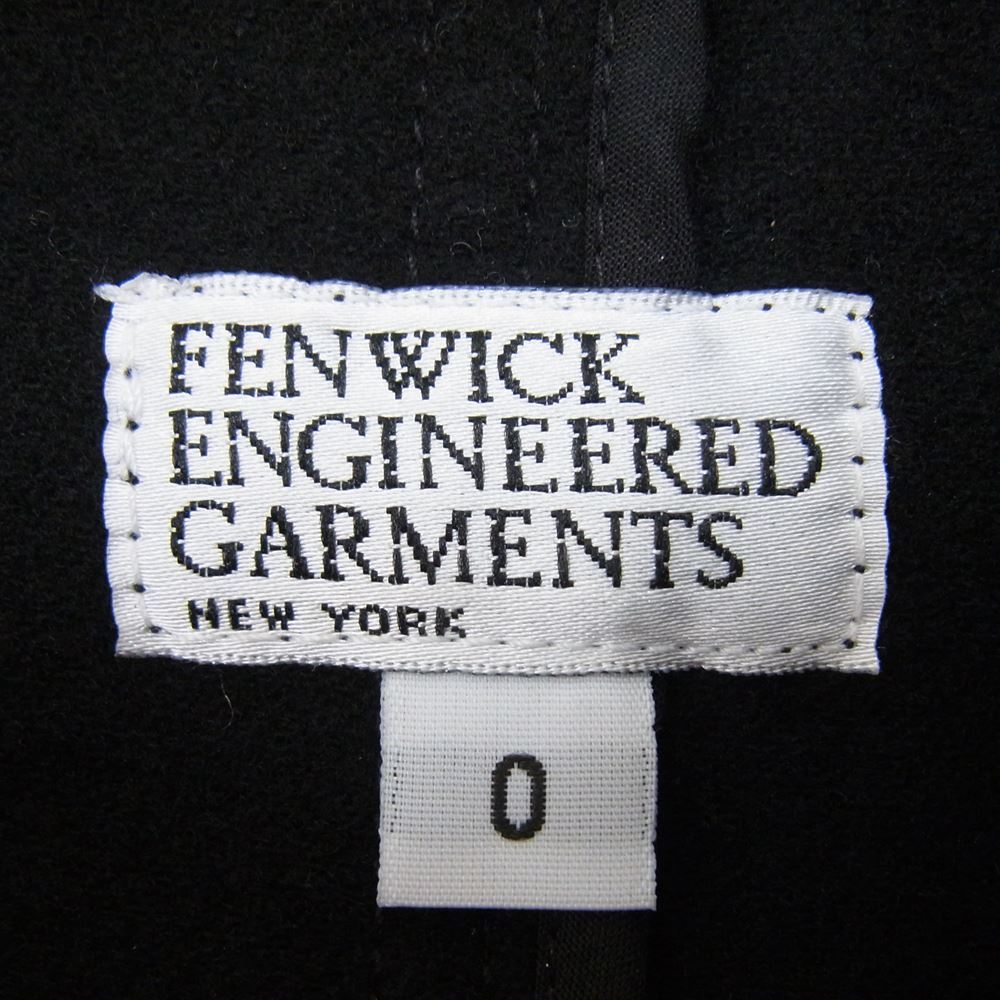 FENWICK
ENGINEERED
GARMENTS
NEW YORK
0